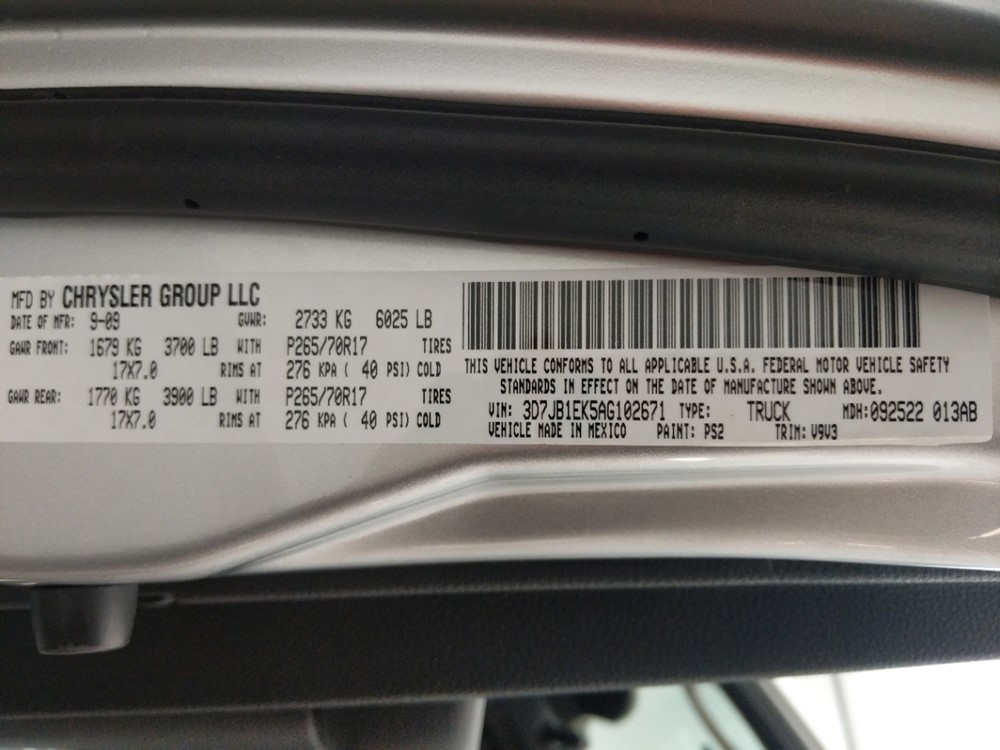 MFD BY CHRYSLER GROUP LLC
DATE OF MFR: 9-09 GVWR: 2733 KG 6025 LB
GAWR FRONT: 1679 KG 3700 LB WITH P265/70R17 TIRES
17X7.0 RIMS AT 276 KPA ( 40 PSI) COLD
GAWR REAR: 1770 KG 3900 LB WITH P265/70R17 TIRES
17X7.0 RIMS AT 276 KPA ( 40 PSI) COLD
THIS VEHICLE CONFORMS TO ALL APPLICABLE U.S.A. FEDERAL MOTOR VEHICLE SAFETY
STANDARDS IN EFFECT ON THE DATE OF MANUFACTURE SHOWN ABOVE.
VIN: 3D7JB1EK5AG102671 TYPE: TRUCK MDH:092522 013AB
VEHICLE MADE IN MEXICO PAINT: PS2 TRIM: V9V3